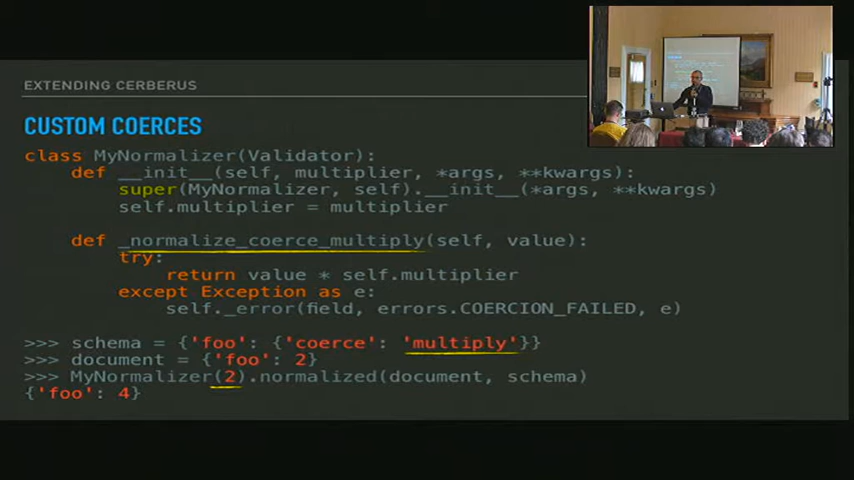 EXTENDING CERBERUS
CUSTOM COERCES
class MyNormalizer(Validator):
    def __init__(self, multiplier, *args, **kwargs):
        super(MyNormalizer, self).__init__(*args, **kwargs)
        self.multiplier = multiplier
    def _normalize_coerce_multiply(self, value):
        try:
            return value * self.multiplier
        except Exception as e:
            self._error(field, errors.COERCION_FAILED, e)
>>> schema = {'foo': {'coerce': 'multiply'}}
>>> document = {'foo': 2}
>>> MyNormalizer(2).normalized(document, schema)
{'foo': 4}